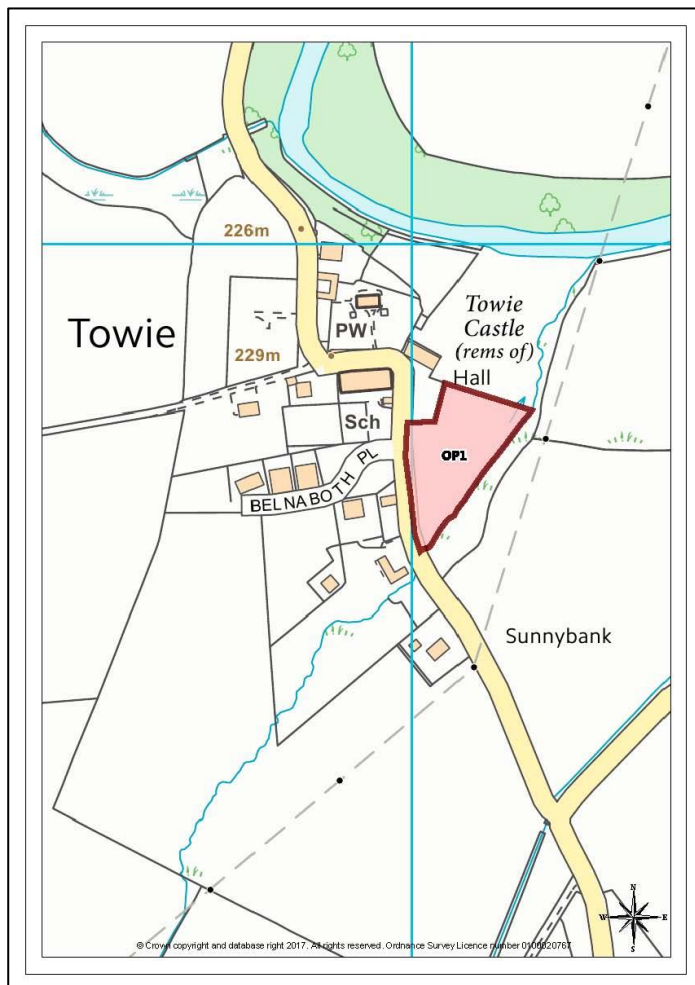 226m
Towie
229m
PW
Towie
Castle
(rems of)
Hall
Sch
OP1
BELNABOTH PL
Sunnybank
N
W E
S
© Crown copyright and database right 2017. All rights reserved. Ordnance Survey Licence number 0100020767